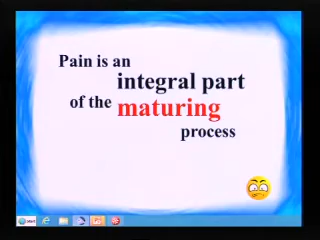 Pain is an
integral part
of the maturing
process